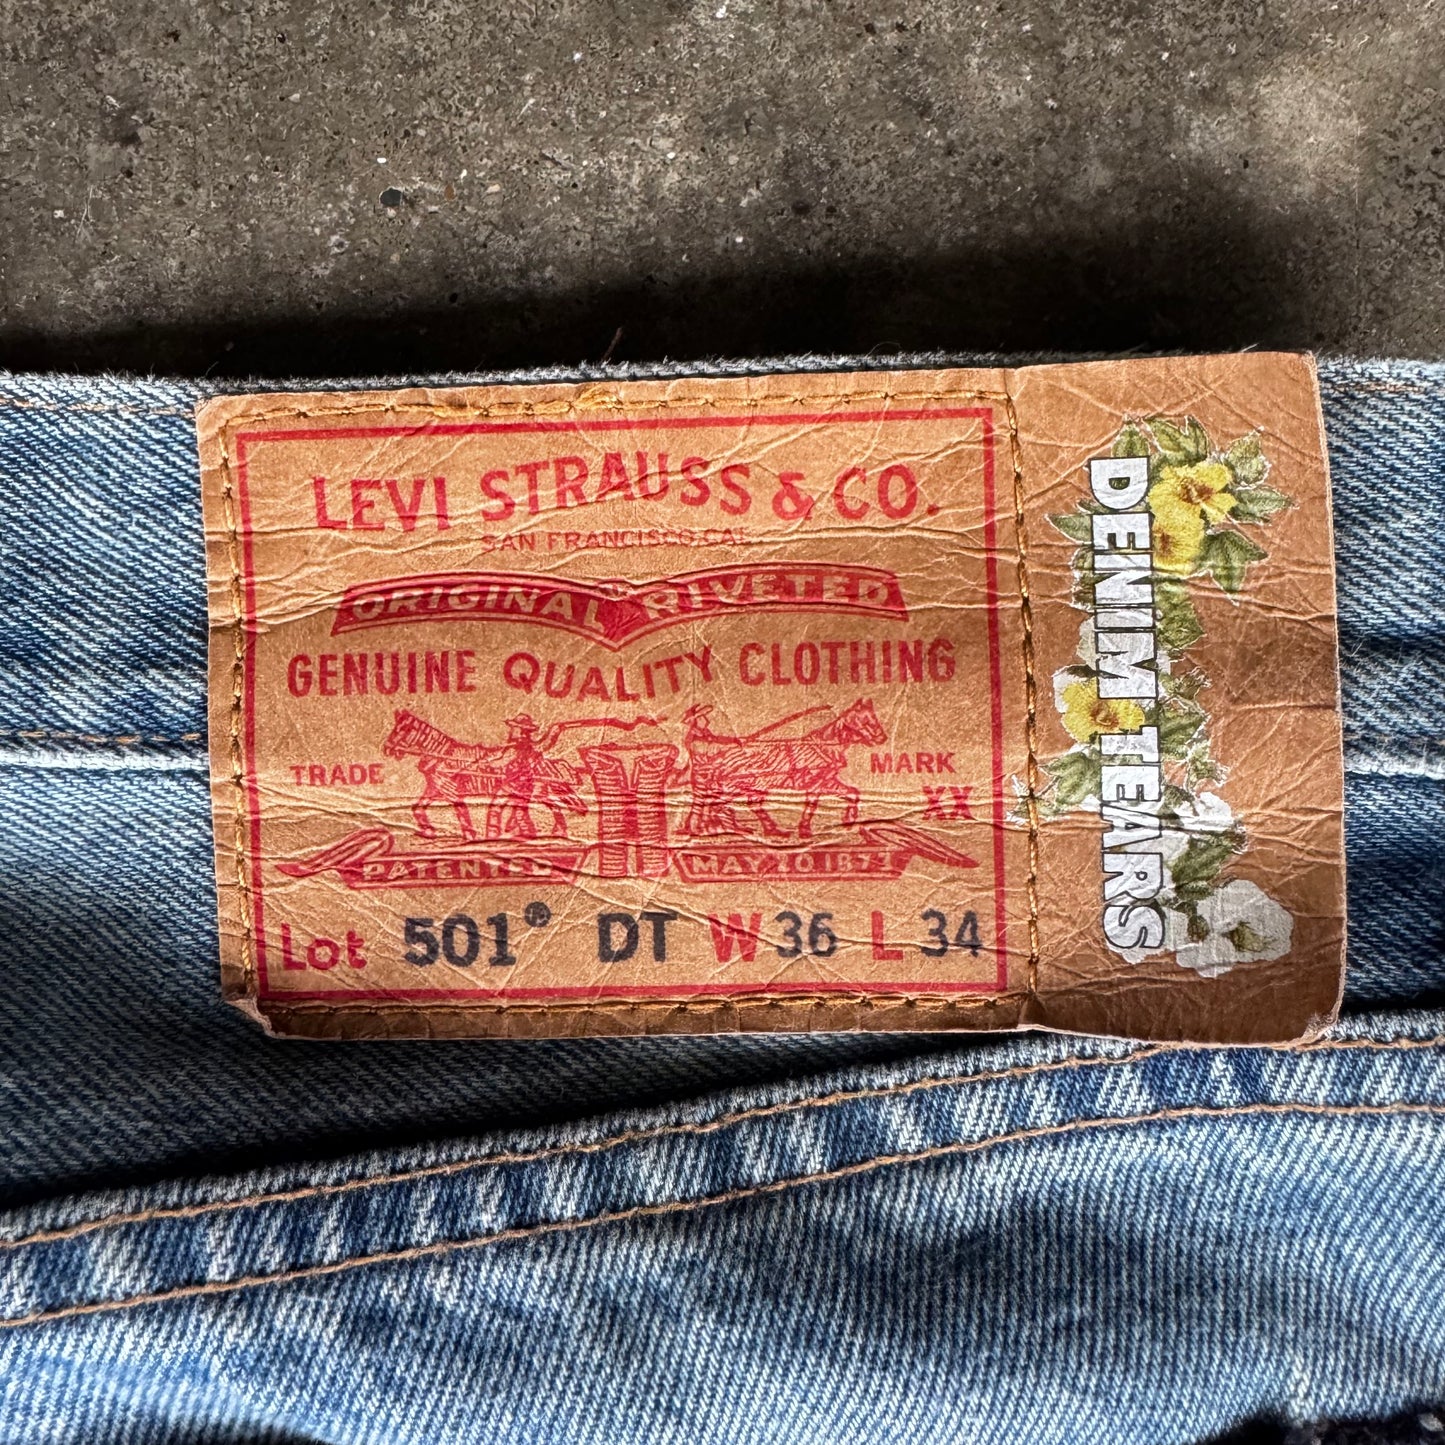 LEVI STRAUSS & CO.
SAN FRANCISCO, CAL.
ORIGINAL RIVETED
GENUINE QUALITY CLOTHING
TRADE MARK
XX
PATENTED MAY 20 1873
Lot 501® DT W 36 L 34
DENIM TEARS